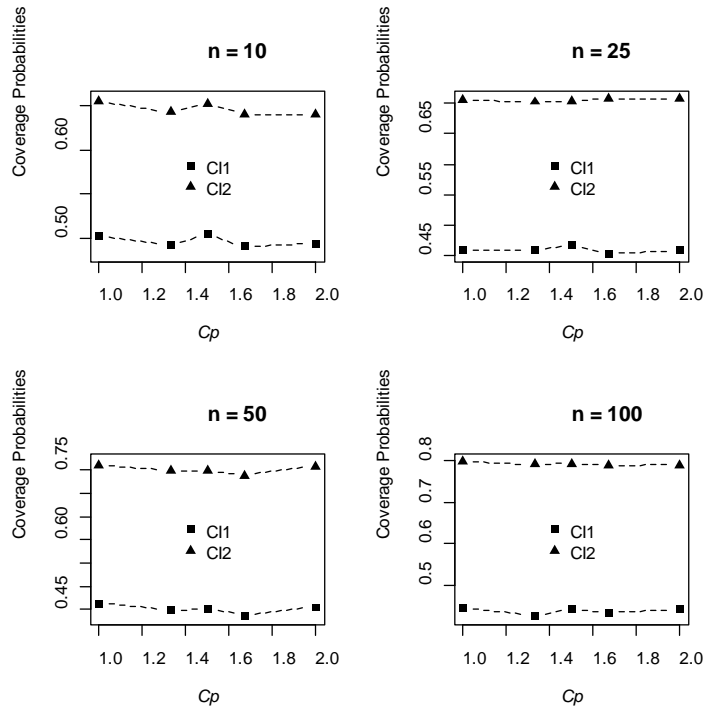 n = 10
Coverage Probabilities
0.60
0.50
CI1
CI2
1.0 1.2 1.4 1.6 1.8 2.0
Cp
n = 25
Coverage Probabilities
0.65
0.55
0.45
CI1
CI2
1.0 1.2 1.4 1.6 1.8 2.0
Cp
n = 50
Coverage Probabilities
0.75
0.60
0.45
CI1
CI2
1.0 1.2 1.4 1.6 1.8 2.0
Cp
n = 100
Coverage Probabilities
0.8
0.7
0.6
0.5
CI1
CI2
1.0 1.2 1.4 1.6 1.8 2.0
Cp